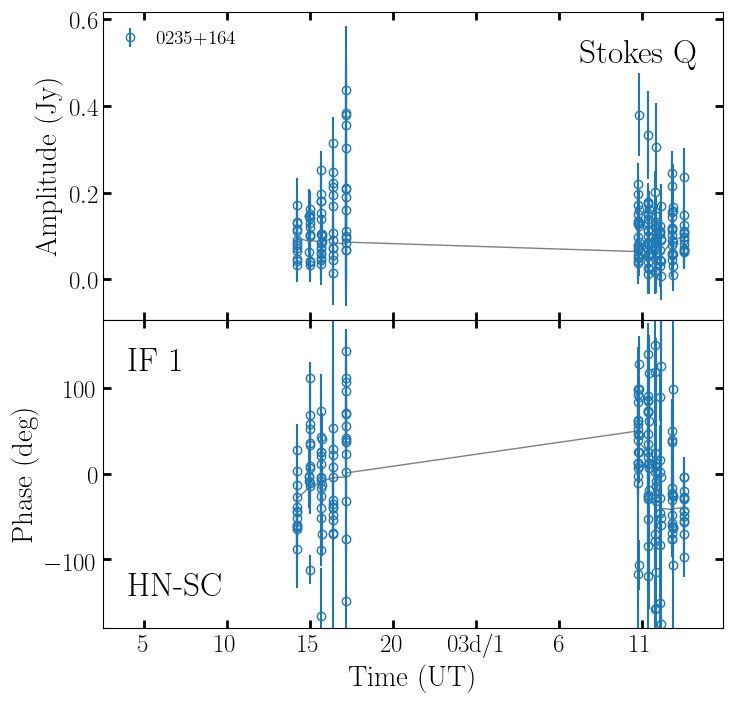 0235+164
Stokes Q
0.6
0.4
0.2
0.0
Amplitude (Jy)
IF 1
100
0
−100
Phase (deg)
HN-SC
5 10 15 20 03d/1 6 11
Time (UT)